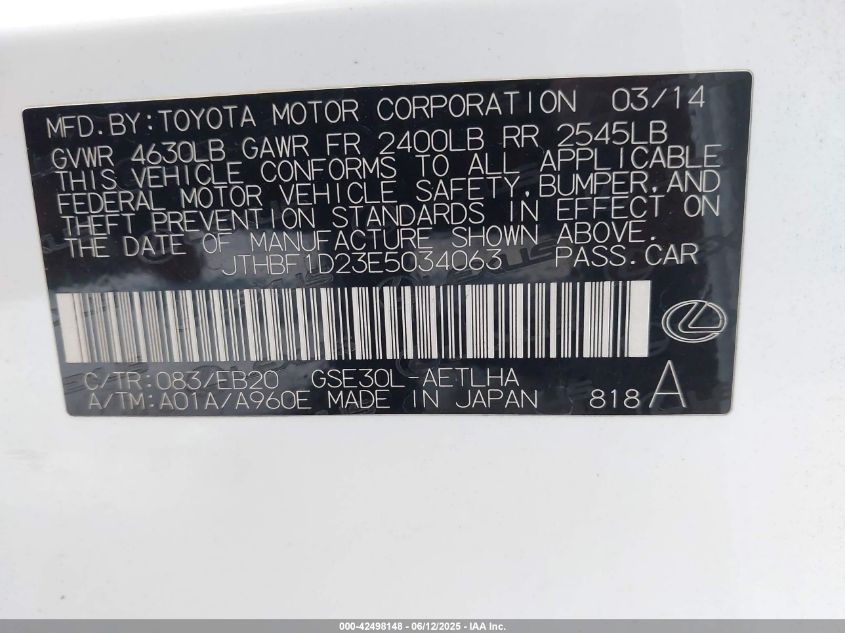 MFD. BY: TOYOTA MOTOR CORPORATION 03/14
GVWR 4630LB GAWR FR 2400LB RR 2545LB
THIS VEHICLE CONFORMS TO ALL APPLICABLE
FEDERAL MOTOR VEHICLE SAFETY, BUMPER, AND
THEFT PREVENTION STANDARDS IN EFFECT ON
THE DATE OF MANUFACTURE SHOWN ABOVE.
JTHBF1D23E5034063 PASS. CAR
C/TR: 083/EB20 GSE30L-AETLHA
A/TM: A01A/A960E MADE IN JAPAN 818 A
000-42498148 - 06/12/2025 - IAA Inc.